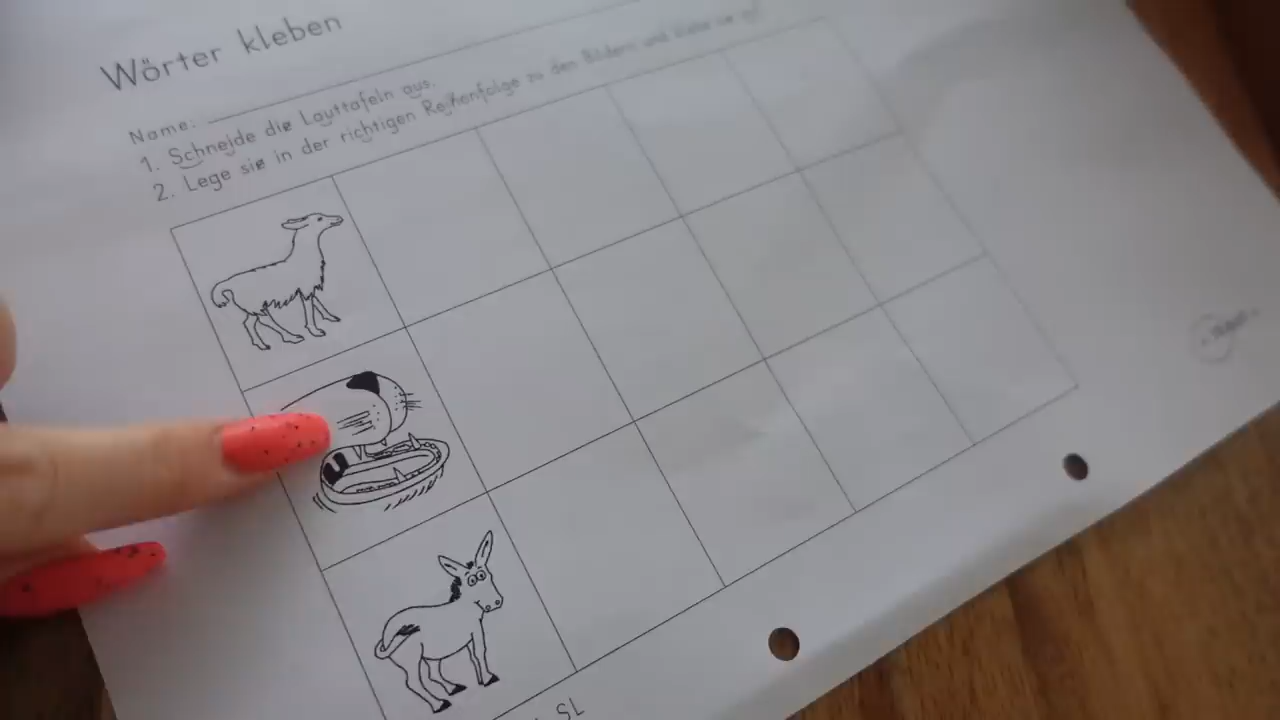 Wörter kleben
Name:
1. Schneide die Lauttafeln aus.
2. Lege sie in der richtigen Reihenfolge zu den Bildern und klebe sie
15